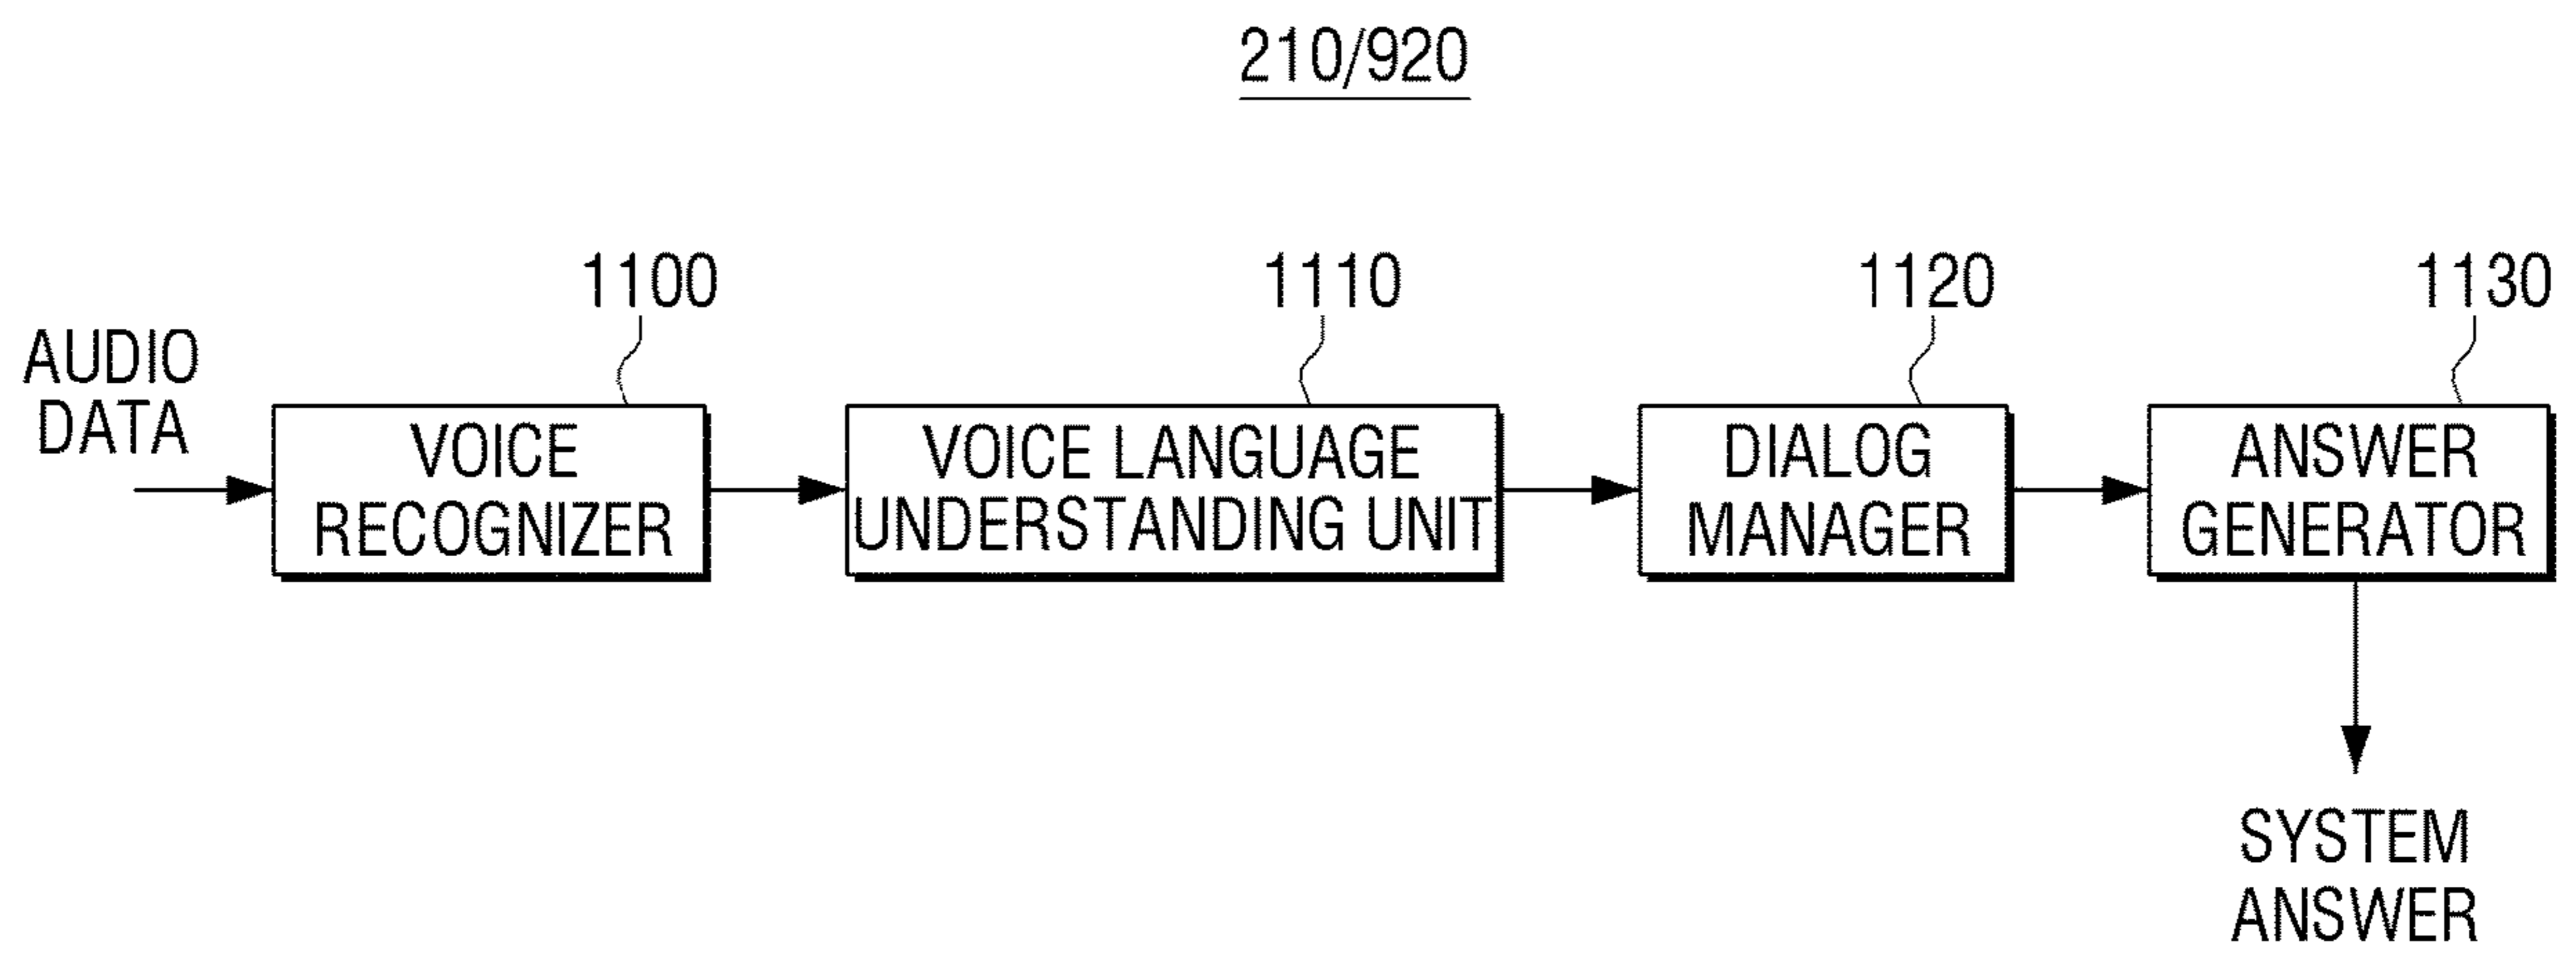 210/920
1100
1110
1120
1130
AUDIO
DATA
VOICE
RECOGNIZER
VOICE LANGUAGE
UNDERSTANDING UNIT
DIALOG
MANAGER
ANSWER
GENERATOR
SYSTEM
ANSWER